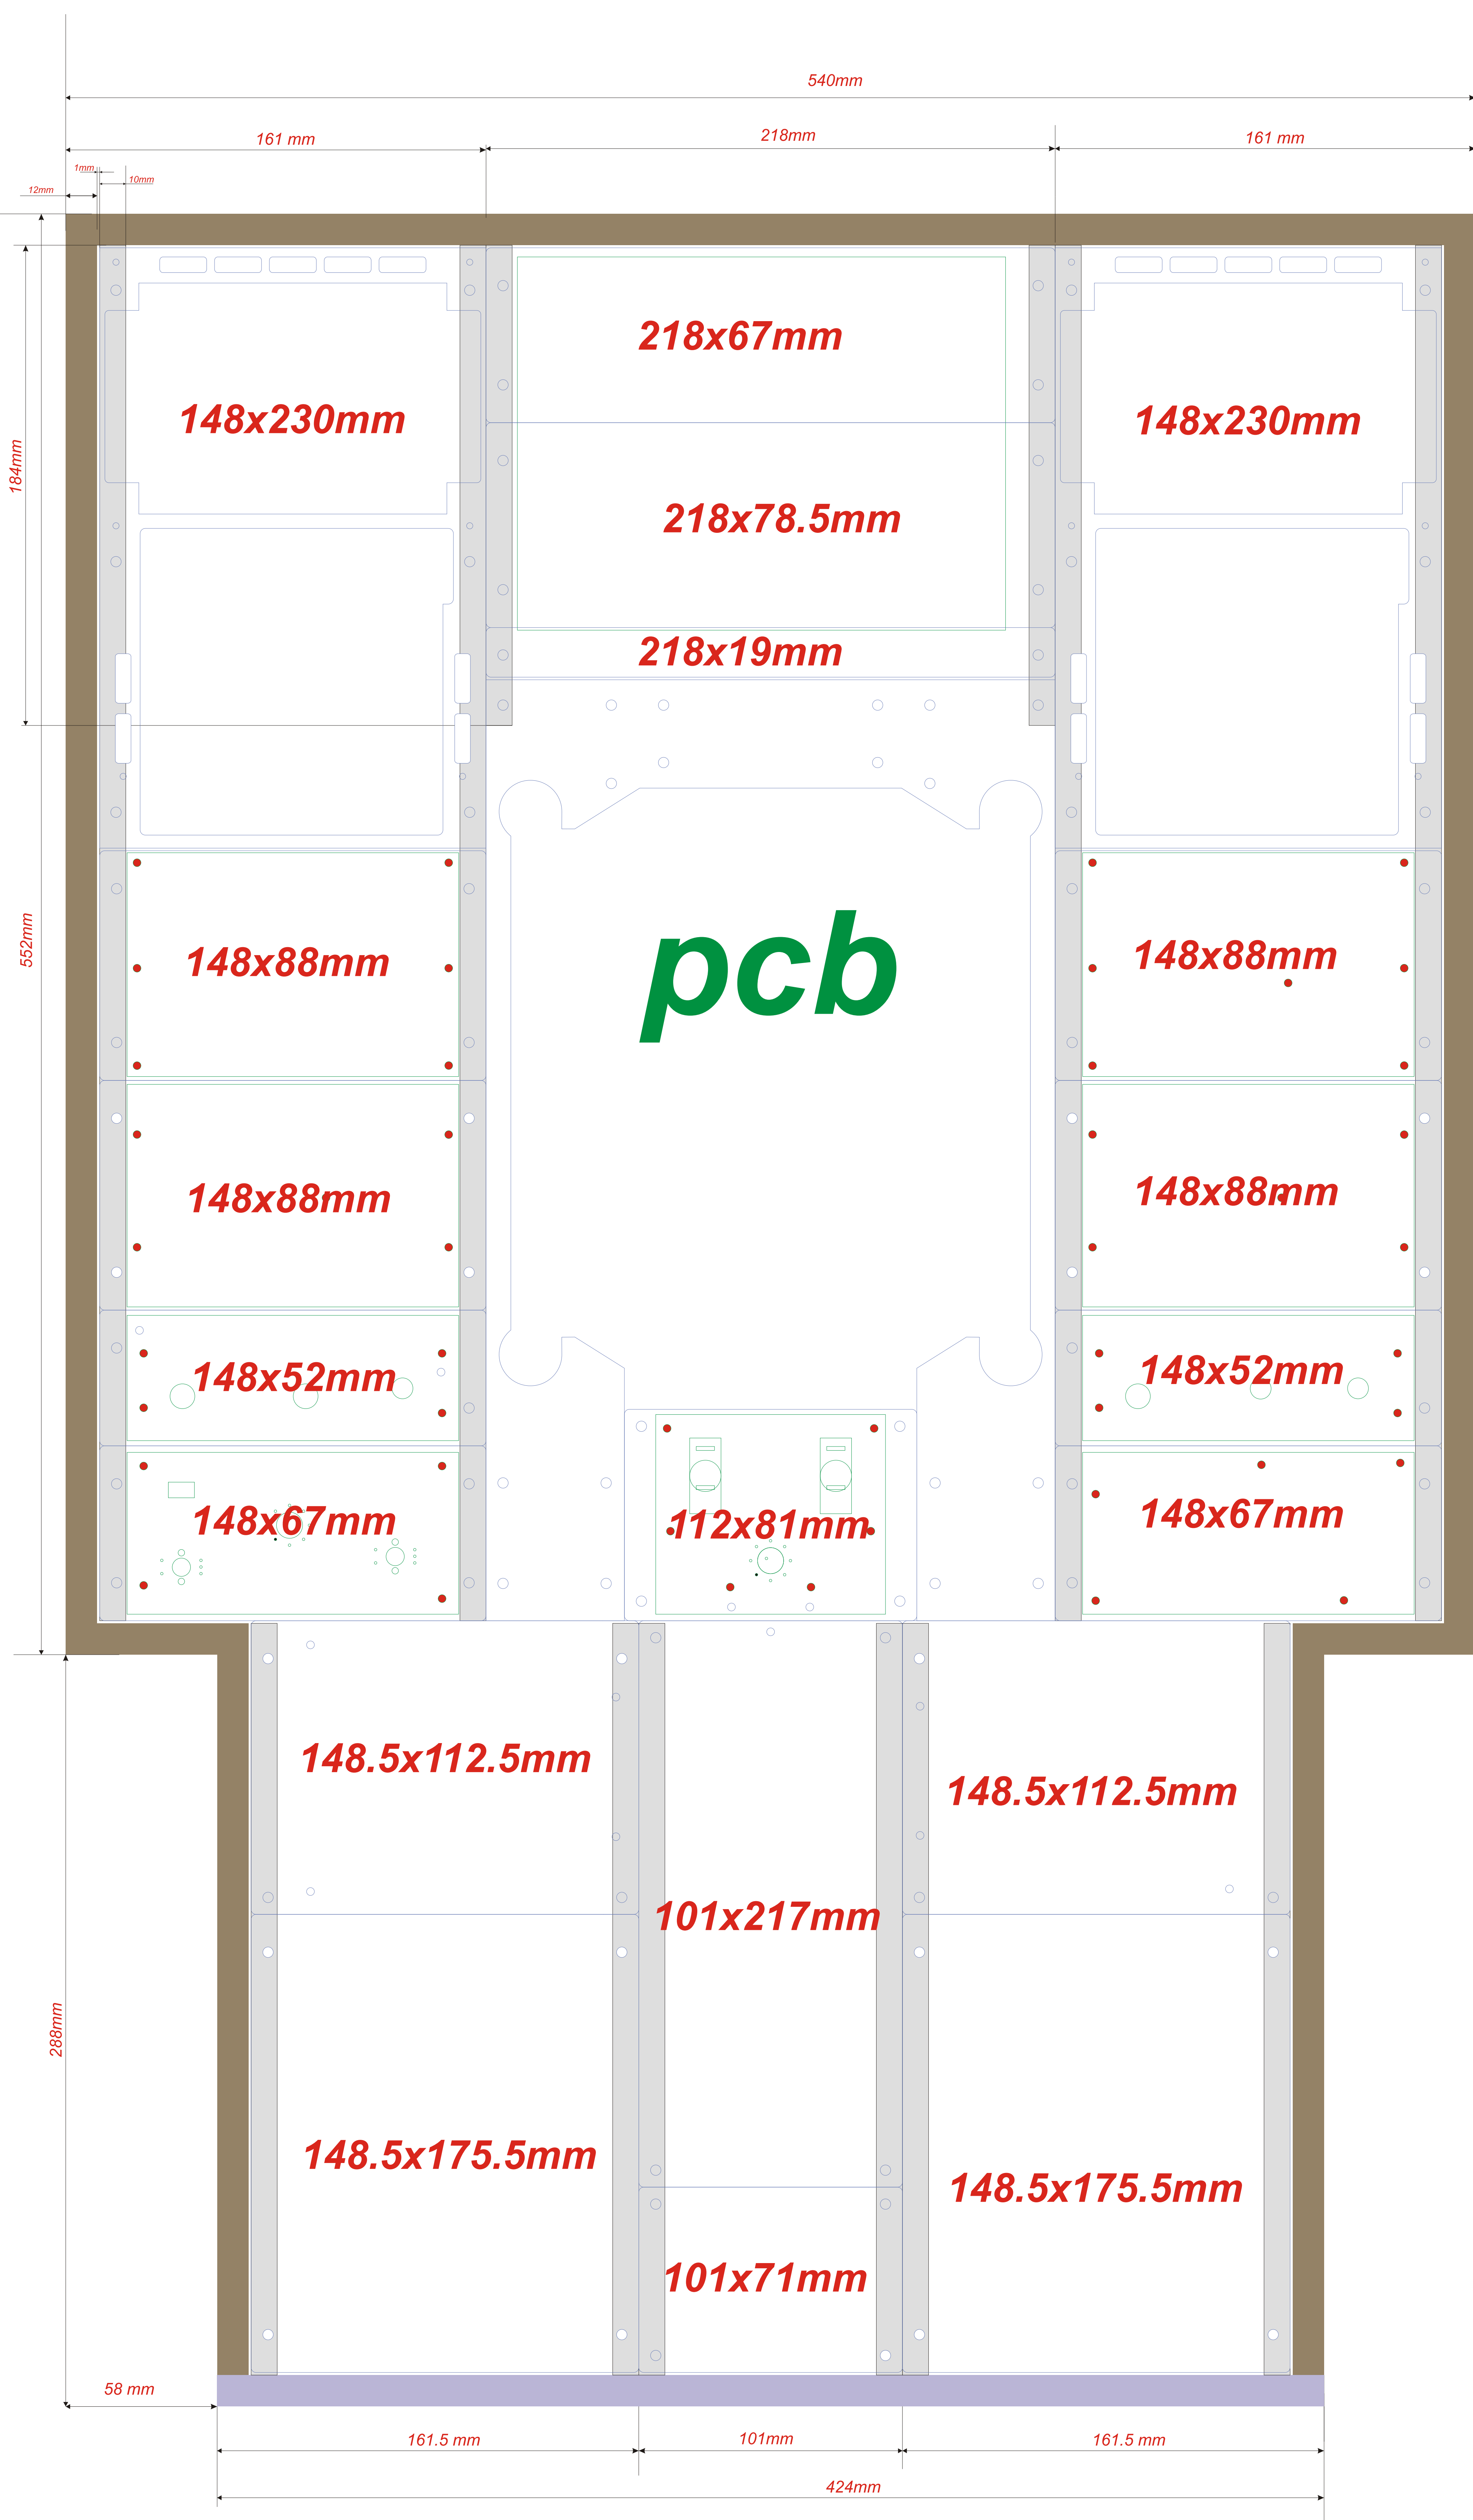 540mm
161 mm
218mm
161 mm
1mm
10mm
12mm
218x67mm
148x230mm
148x230mm
184mm
218x78.5mm
218x19mm
pcb
552mm
148x88mm
148x88mm
148x88mm
148x88mm
148x52mm
148x52mm
148x67mm
112x81mm
148x67mm
148.5x112.5mm
148.5x112.5mm
101x217mm
288mm
148.5x175.5mm
148.5x175.5mm
101x71mm
58 mm
161.5 mm
101mm
161.5 mm
424mm